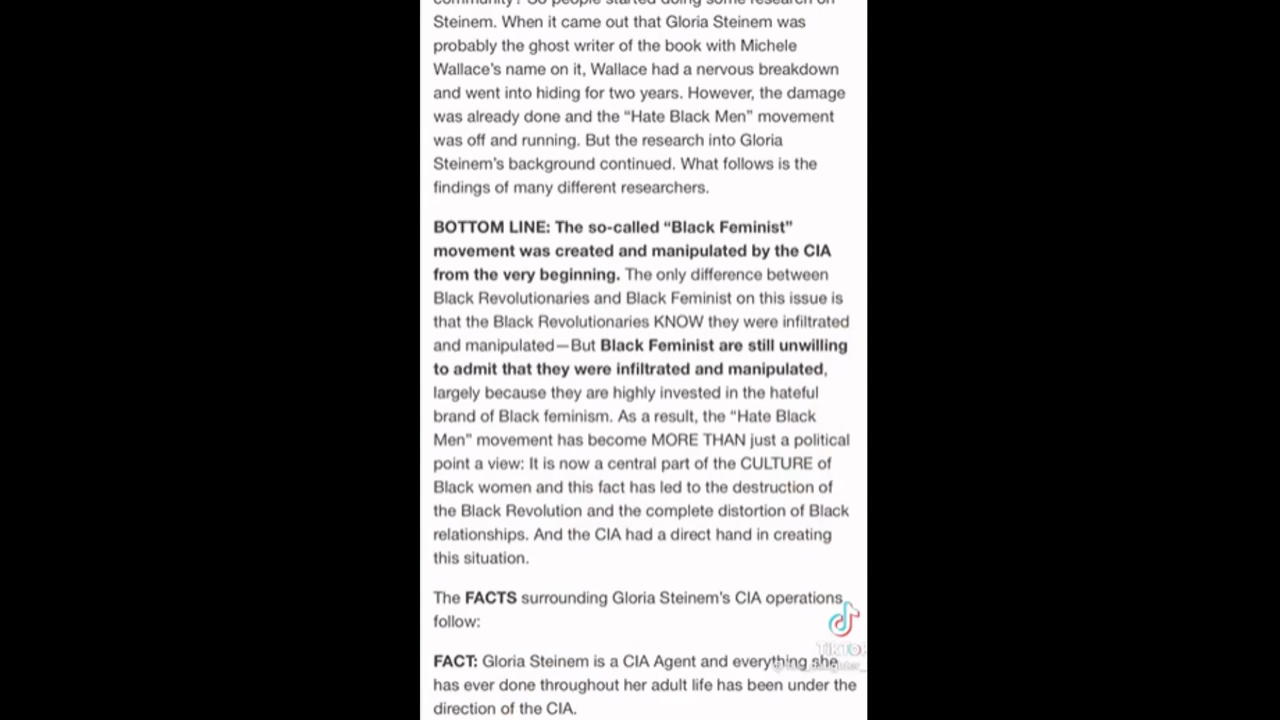 community? So people started doing some research on
Steinem. When it came out that Gloria Steinem was
probably the ghost writer of the book with Michele
Wallace's name on it, Wallace had a nervous breakdown
and went into hiding for two years. However, the damage
was already done and the “Hate Black Men” movement
was off and running. But the research into Gloria
Steinem's background continued. What follows is the
findings of many different researchers.
BOTTOM LINE: The so-called “Black Feminist”
movement was created and manipulated by the CIA
from the very beginning. The only difference between
Black Revolutionaries and Black Feminist on this issue is
that the Black Revolutionaries KNOW they were infiltrated
and manipulated—But Black Feminist are still unwilling
to admit that they were infiltrated and manipulated,
largely because they are highly invested in the hateful
brand of Black feminism. As a result, the “Hate Black
Men” movement has become MORE THAN just a political
point a view: It is now a central part of the CULTURE of
Black women and this fact has led to the destruction of
the Black Revolution and the complete distortion of Black
relationships. And the CIA had a direct hand in creating
this situation.
The FACTS surrounding Gloria Steinem's CIA operations
follow:
FACT: Gloria Steinem is a CIA Agent and everything she
has ever done throughout her adult life has been under the
direction of the CIA.
TikTok